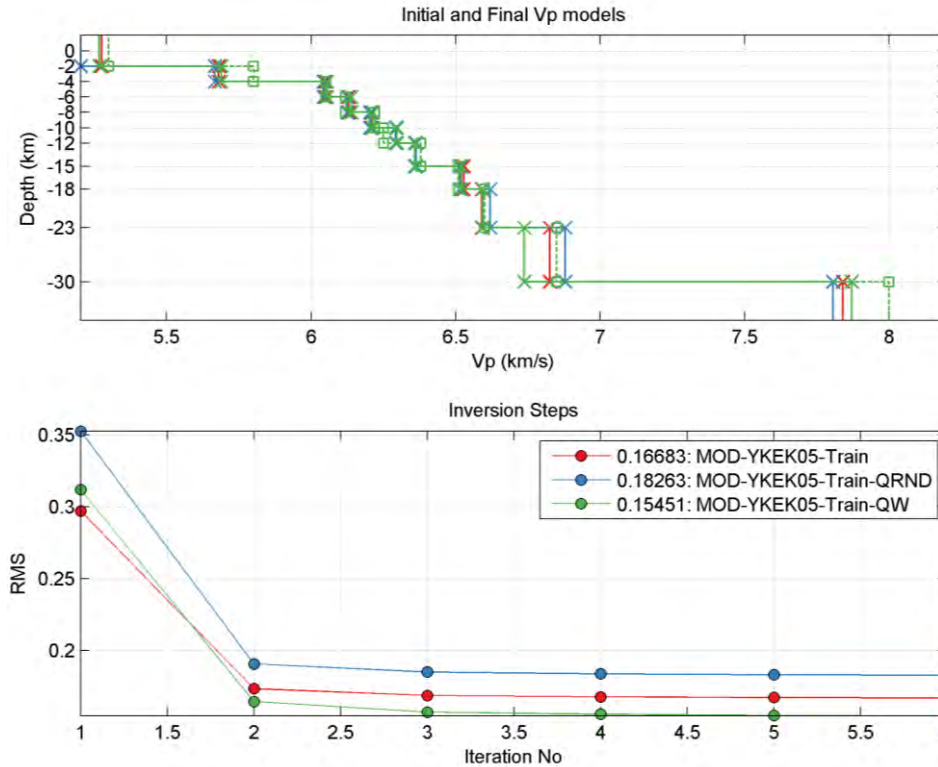 Initial and Final Vp models
0
-2
-4
-6
-8
-10
-12
-15
-18
-23
-30
Depth (km)
5.5 6 6.5 7 7.5 8
Vp (km/s)
Inversion Steps
0.35
0.3
0.25
0.2
RMS
0.16683: MOD-YKEK05-Train
0.18263: MOD-YKEK05-Train-QRND
0.15451: MOD-YKEK05-Train-QW
1 1.5 2 2.5 3 3.5 4 4.5 5 5.5
Iteration No